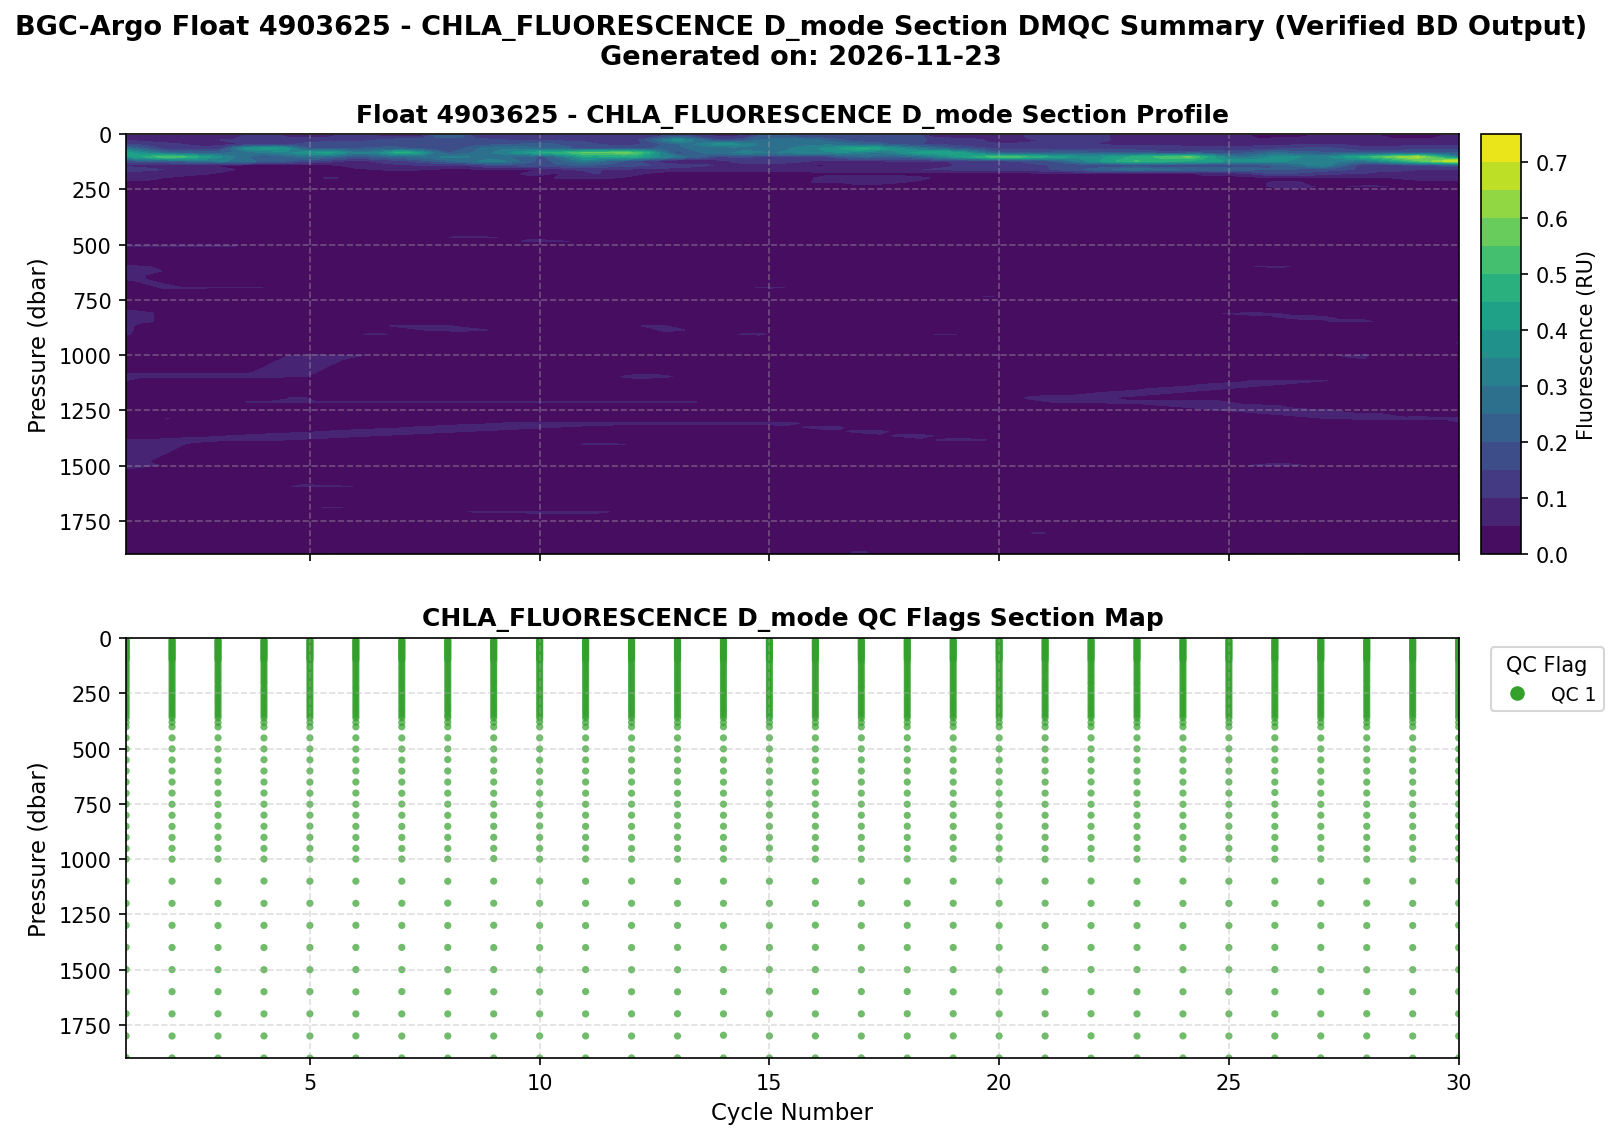 BGC-Argo Float 4903625 - CHLA_FLUORESCENCE D_mode Section DMQC Summary (Verified BD Output)
Generated on: 2026-11-23
Float 4903625 - CHLA_FLUORESCENCE D_mode Section Profile
0
250
500
750
1000
1250
1500
1750
Pressure (dbar)
0.7
0.6
0.5
0.4
0.3
0.2
0.1
0.0
Fluorescence (RU)
CHLA_FLUORESCENCE D_mode QC Flags Section Map
0
250
500
750
1000
1250
1500
1750
Pressure (dbar)
QC Flag
QC 1
5 10 15 20 25 30
Cycle Number